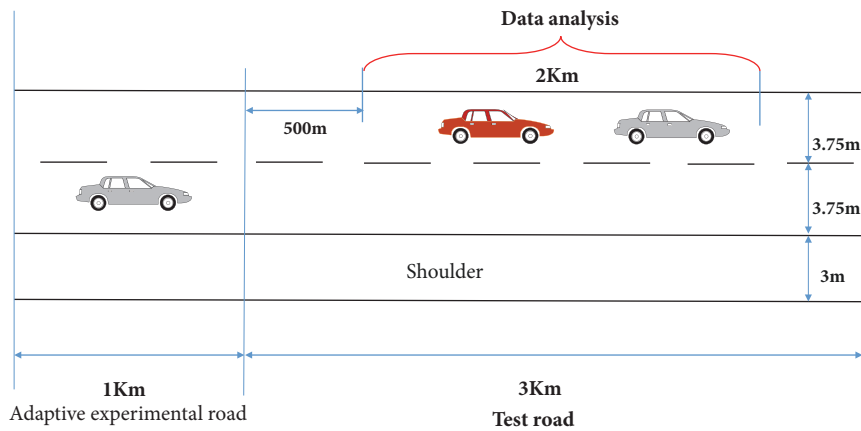 Data analysis
2Km
500m
3.75m
3.75m
Shoulder
3m
1Km
Adaptive experimental road
3Km
Test road